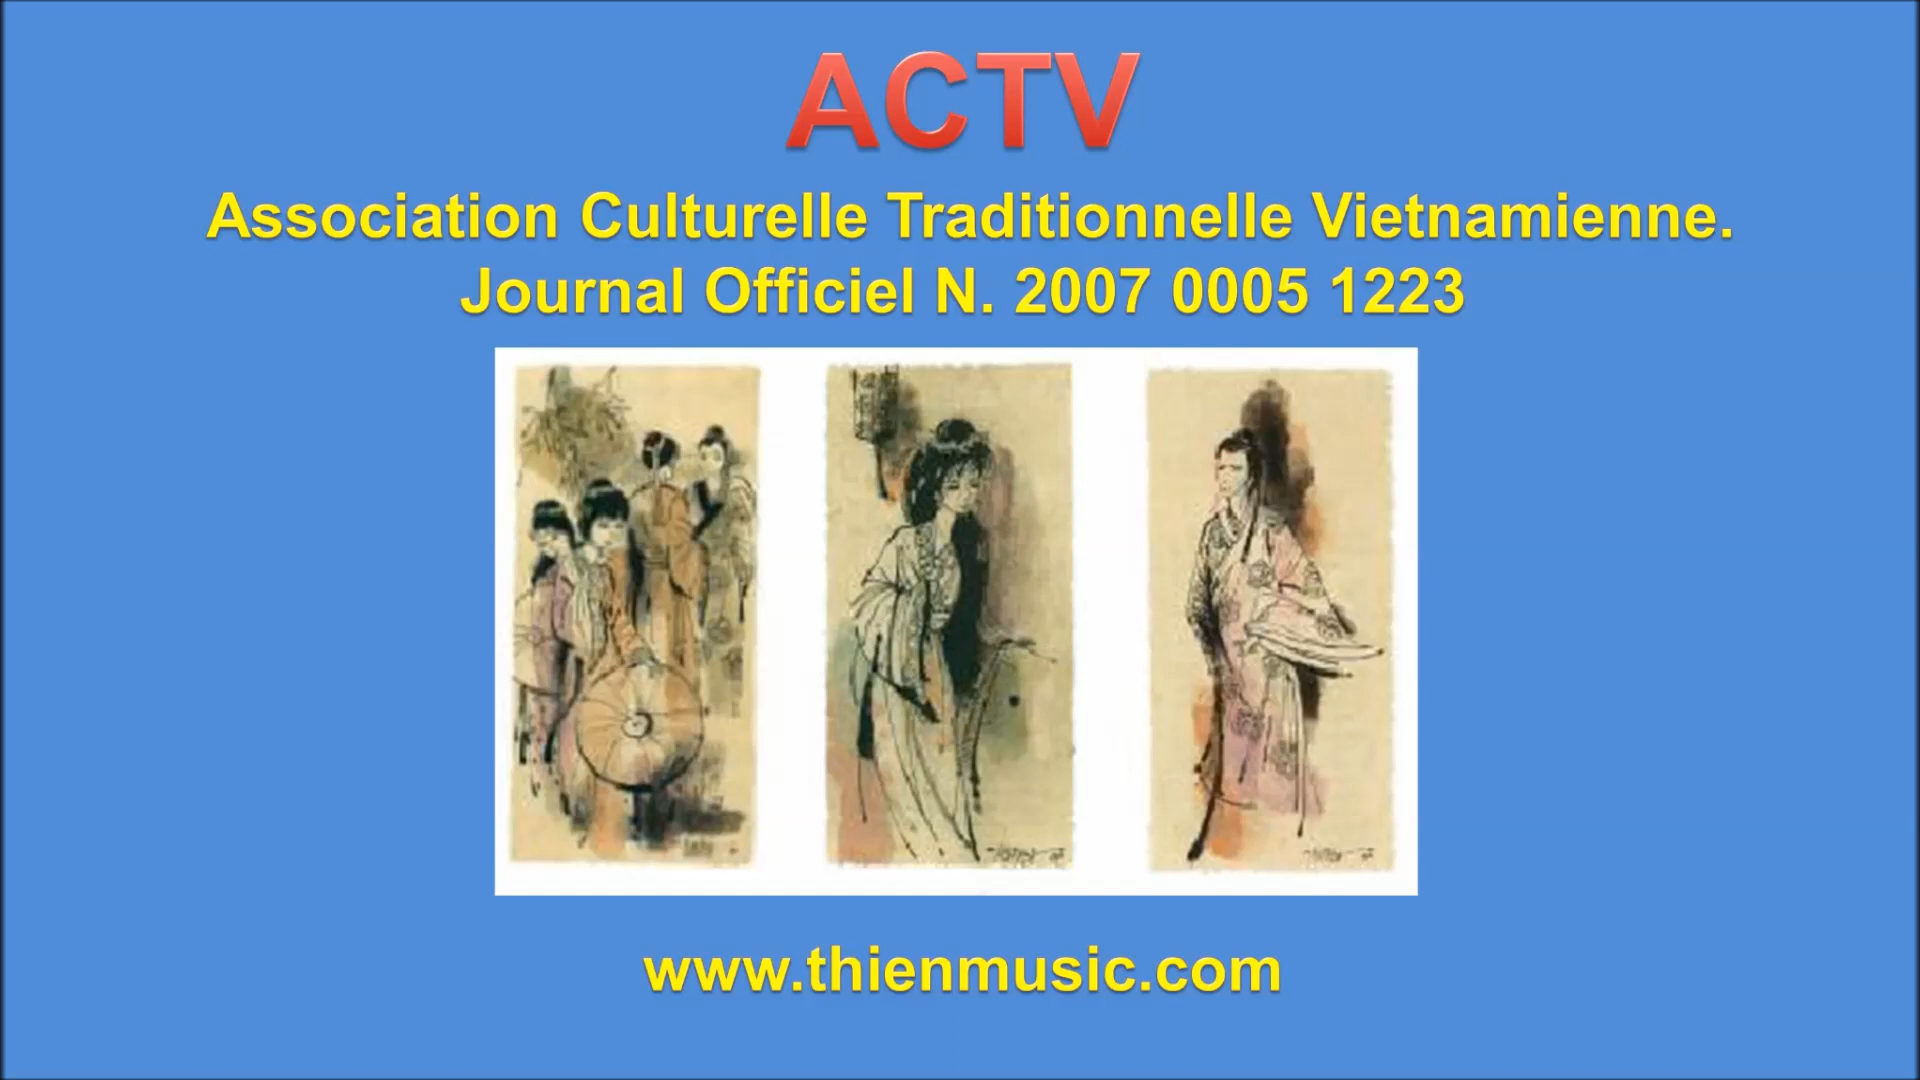 ACTV
Association Culturelle Traditionnelle Vietnamienne.
Journal Officiel N. 2007 0005 1223
www.thienmusic.com